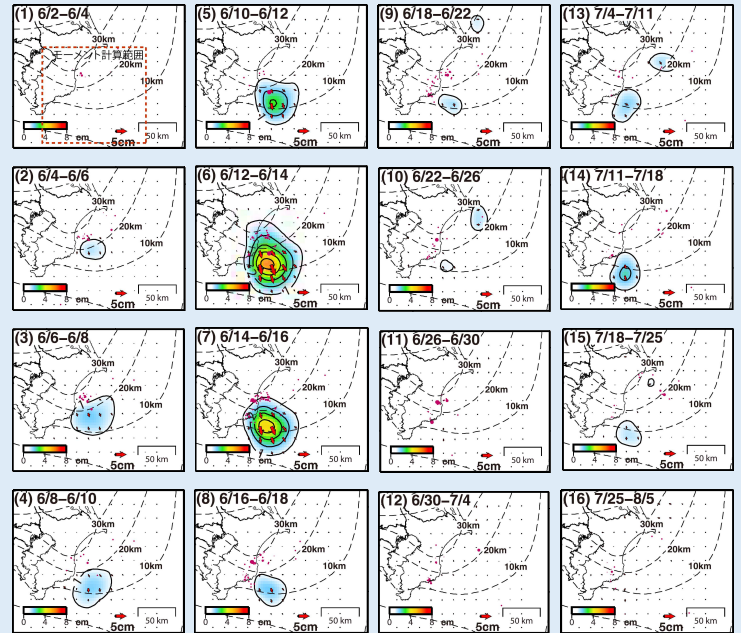 (1) 6/2−6/4
モーメント計算範囲
30km
20km
10km
0 4 8 cm
5cm
50 km
(5) 6/10−6/12
30km
20km
10km
0 4 8 cm
5cm
50 km
(9) 6/18−6/22
30km
20km
10km
0 4 8 cm
5cm
50 km
(13) 7/4−7/11
30km
20km
10km
0 4 8 cm
5cm
50 km
(2) 6/4−6/6
30km
20km
10km
0 4 8 cm
5cm
50 km
(6) 6/12−6/14
30km
20km
10km
0 4 8 cm
5cm
50 km
(10) 6/22−6/26
30km
20km
10km
0 4 8 cm
5cm
50 km
(14) 7/11−7/18
30km
20km
10km
0 4 8 cm
5cm
50 km
(3) 6/6−6/8
30km
20km
10km
0 4 8 cm
5cm
50 km
(7) 6/14−6/16
30km
20km
10km
0 4 8 cm
5cm
50 km
(11) 6/26−6/30
30km
20km
10km
0 4 8 cm
5cm
50 km
(15) 7/18−7/25
30km
20km
10km
0 4 8 cm
5cm
50 km
(4) 6/8−6/10
30km
20km
10km
0 4 8 cm
5cm
50 km
(8) 6/16−6/18
30km
20km
10km
0 4 8 cm
5cm
50 km
(12) 6/30−7/4
30km
20km
10km
0 4 8 cm
5cm
50 km
(16) 7/25−8/5
30km
20km
10km
0 4 8 cm
5cm
50 km